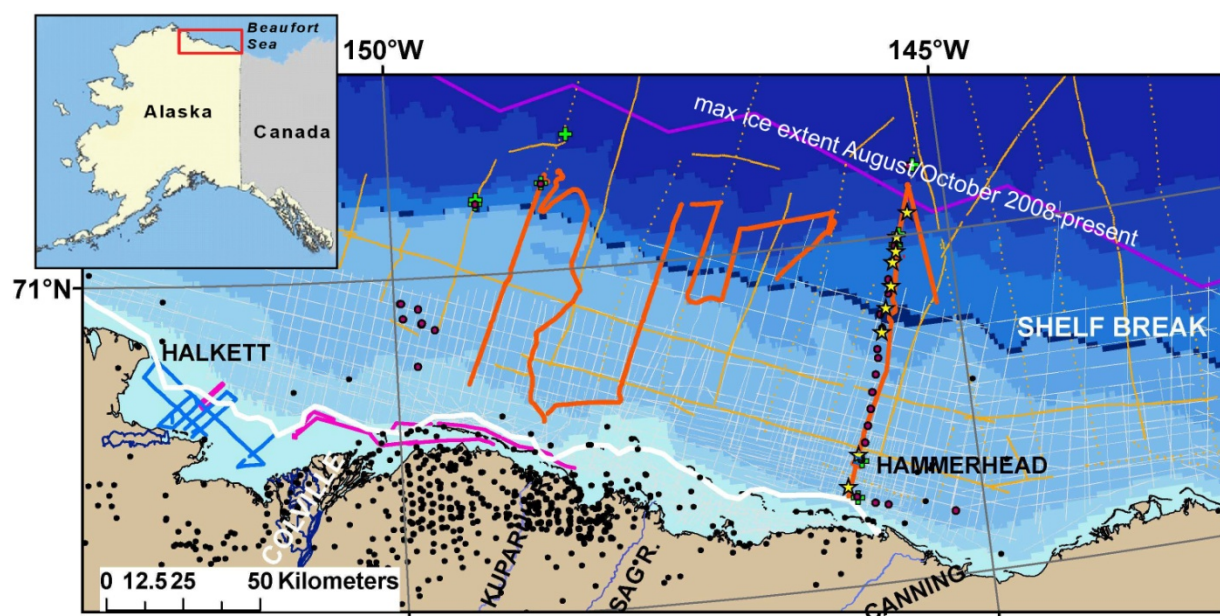 Beaufort
Sea
Alaska
Canada
150°W
145°W
max ice extent August/October 2008-present
71°N
SHELF BREAK
HALKETT
HAMMERHEAD
COLVILLE
KUPARUK
SAG R.
CANNING
0 12.5 25 50 Kilometers